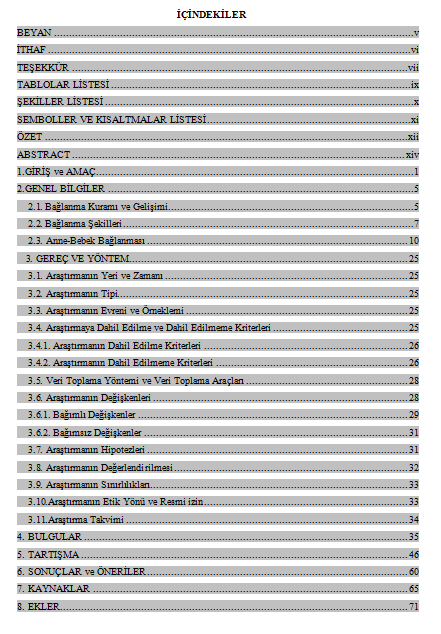 İÇİNDEKİLER
BEYAN ... v
İTHAF ... vi
TEŞEKKÜR ... vii
TABLOLAR LİSTESİ ... ix
ŞEKİLLER LİSTESİ ... x
SEMBOLLER VE KISALTMALAR LİSTESİ ... xi
ÖZET ... xii
ABSTRACT ... xiv
1.GİRİŞ ve AMAÇ ... 1
2.GENEL BİLGİLER ... 5
2.1. Bağlanma Kuramı ve Gelişimi ... 5
2.2. Bağlanma Şekilleri ... 7
2.3. Anne-Bebek Bağlanması ... 10
3. GEREÇ VE YÖNTEM ... 25
3.1. Araştırmanın Yeri ve Zamanı ... 25
3.2. Araştırmanın Tipi ... 25
3.3. Araştırmanın Evreni ve Örneklemi ... 25
3.4. Araştırmaya Dahil Edilme ve Dahil Edilmeme Kriterleri ... 25
3.4.1. Araştırmanın Dahil Edilme Kriterleri ... 26
3.4.2. Araştırmanın Dahil Edilmeme Kriterleri ... 26
3.5. Veri Toplama Yöntemi ve Veri Toplama Araçları ... 28
3.6. Araştırmanın Değişkenleri ... 28
3.6.1. Bağımlı Değişkenler ... 29
3.6.2. Bağımsız Değişkenler ... 31
3.7. Araştırmanın Hipotezleri ... 31
3.8. Araştırmanın Değerlendirilmesi ... 32
3.9. Araştırmanın Sınırlılıkları ... 33
3.10.Araştırmanın Etik Yönü ve Resmi izin ... 33
3.11.Araştırma Takvimi ... 34
4. BULGULAR ... 35
5. TARTIŞMA ... 46
6. SONUÇLAR ve ÖNERİLER ... 60
7. KAYNAKLAR ... 65
8. EKLER ... 71